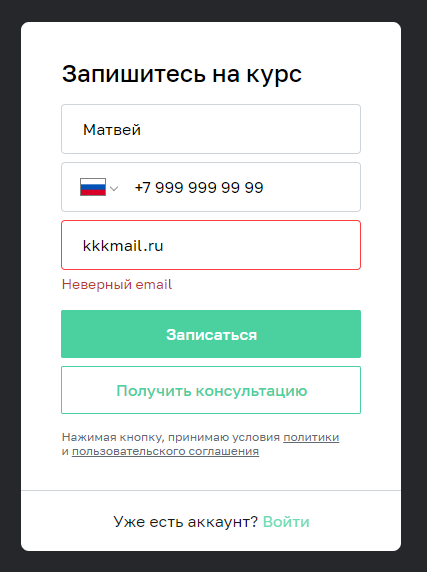 Запишитесь на курс
Матвей
+7 999 999 99 99
kkkmail.ru
Неверный email
Записаться
Получить консультацию
Нажимая кнопку, принимаю условия политики
и пользовательского соглашения
Уже есть аккаунт? Войти